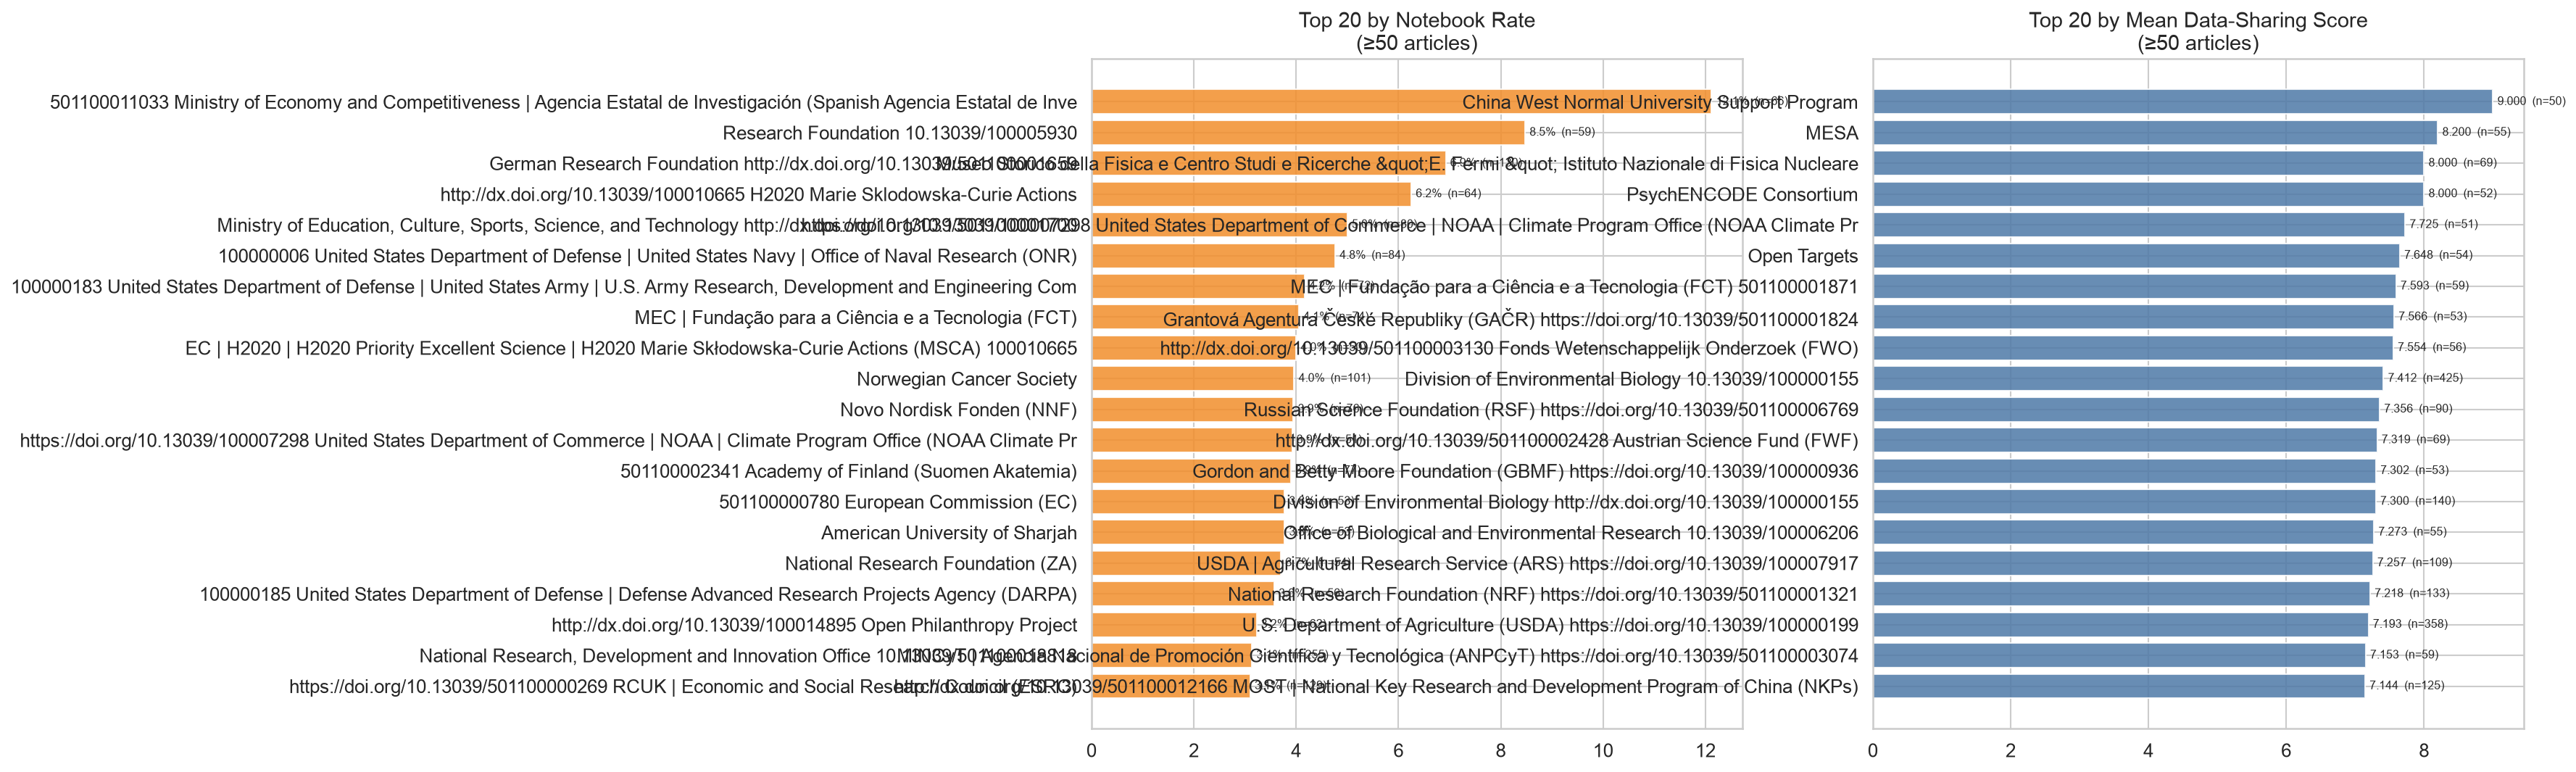 Top 20 by Notebook Rate
(≥50 articles)
501100011033 Ministry of Economy and Competitiveness | Agencia Estatal de Investigación (Spanish Agencia Estatal de Inve
Research Foundation 10.13039/100005930
8.5% (n=59)
German Research Foundation http://dx.doi.org/10.13039/501100001659
http://dx.doi.org/10.13039/100010665 H2020 Marie Sklodowska-Curie Actions
6.2% (n=64)
Ministry of Education, Culture, Sports, Science, and Technology
100000006 United States Department of Defense | United States Navy | Office of Naval Research (ONR)
4.8% (n=84)
100000183 United States Department of Defense | United States Army | U.S. Army Research, Development and Engineering Com
MEC | Fundação para a Ciência e a Tecnologia (FCT)
EC | H2020 | H2020 Priority Excellent Science | H2020 Marie Skłodowska-Curie Actions (MSCA) 100010665
Norwegian Cancer Society
4.0% (n=101)
Novo Nordisk Fonden (NNF)
https://doi.org/10.13039/100007298 United States Department of Commerce | NOAA | Climate Program Office (NOAA Climate Pr
501100002341 Academy of Finland (Suomen Akatemia)
501100000780 European Commission (EC)
American University of Sharjah
National Research Foundation (ZA)
100000185 United States Department of Defense | Defense Advanced Research Projects Agency (DARPA)
http://dx.doi.org/10.13039/100014895 Open Philanthropy Project
National Research, Development and Innovation Office
https://doi.org/10.13039/501100000269 RCUK | Economic and Social Research Council (ESRC)
0 2 4 6 8 10 12
Top 20 by Mean Data-Sharing Score
(≥50 articles)
China West Normal University Support Program
9.000 (n=50)
MESA
8.200 (n=55)
Museo Storico della Fisica e Centro Studi e Ricerche &quot;E. Fermi&quot; Istituto Nazionale di Fisica Nucleare
8.000 (n=69)
PsychENCODE Consortium
8.000 (n=52)
https://doi.org/10.13039/100007298 United States Department of Commerce | NOAA | Climate Program Office (NOAA Climate Pr
7.725 (n=51)
Open Targets
7.648 (n=54)
MEC | Fundação para a Ciência e a Tecnologia (FCT) 501100001871
7.593 (n=59)
Grantová Agentura České Republiky (GAČR) https://doi.org/10.13039/501100001824
7.566 (n=53)
http://dx.doi.org/10.13039/501100003130 Fonds Wetenschappelijk Onderzoek (FWO)
7.554 (n=56)
Division of Environmental Biology 10.13039/100000155
7.412 (n=425)
Russian Science Foundation (RSF) https://doi.org/10.13039/501100006769
7.356 (n=90)
http://dx.doi.org/10.13039/501100002428 Austrian Science Fund (FWF)
7.319 (n=69)
Gordon and Betty Moore Foundation (GBMF) https://doi.org/10.13039/100000936
7.302 (n=53)
Division of Environmental Biology http://dx.doi.org/10.13039/100000155
7.300 (n=140)
Office of Biological and Environmental Research 10.13039/100006206
7.273 (n=55)
USDA | Agricultural Research Service (ARS) https://doi.org/10.13039/100007917
7.257 (n=109)
National Research Foundation (NRF) https://doi.org/10.13039/501100001321
7.218 (n=133)
U.S. Department of Agriculture (USDA) https://doi.org/10.13039/100000199
7.193 (n=358)
MINCyT | Agencia Nacional de Promoción Científica y Tecnológica (ANPCyT) https://doi.org/10.13039/501100003074
7.153 (n=59)
http://dx.doi.org/10.13039/501100012166 MOST | National Key Research and Development Program of China (NKPs)
7.144 (n=125)
0 2 4 6 8